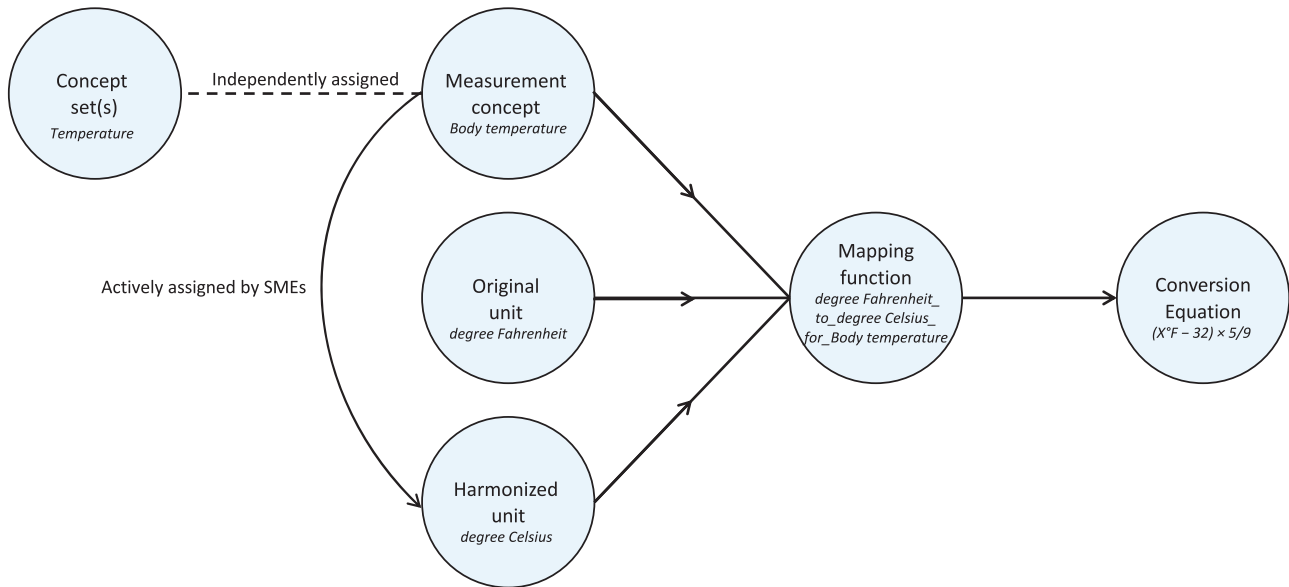 Concept
set(s)
Temperature
Independently assigned
Measurement
concept
Body temperature
Actively assigned by SMEs
Original
unit
degree Fahrenheit
Harmonized
unit
degree Celsius
Mapping
function
degree Fahrenheit_
to_degree Celsius_
for_Body temperature
Conversion
Equation
(X°F – 32) × 5/9